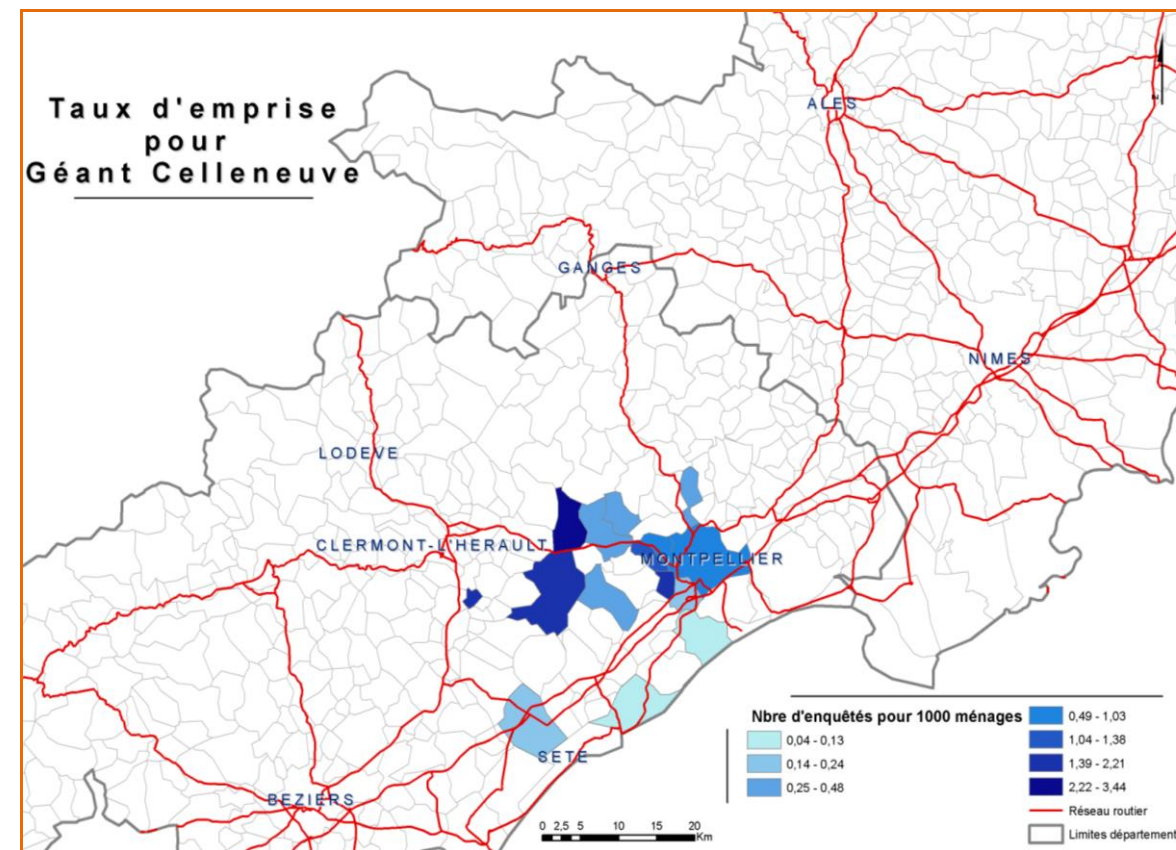 Taux d'emprise
pour
Géant Celleneuve
ALES
GANGES
NIMES
LODEVE
CLERMONT-L'HERAULT
MONTPELLIER
SETE
BEZIERS
Nbre d'enquêtés pour 1000 ménages
0,04 - 0,13
0,14 - 0,24
0,25 - 0,48
0,49 - 1,03
1,04 - 1,38
1,39 - 2,21
2,22 - 3,44
Réseau routier
Limites département
0 2,5 5 10 15 20
Km